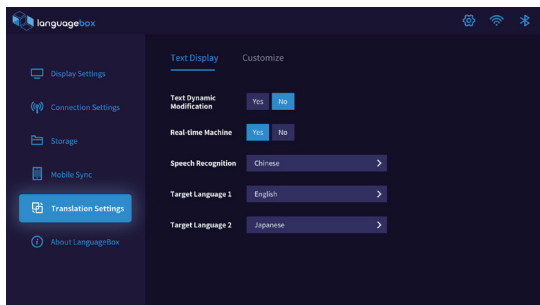 languagebox
Text Display
Customize
Display Settings
Connection Settings
Storage
Mobile Sync
Translation Settings
About LanguageBox
Text Dynamic
Modification
Yes No
Real-time Machine
Yes No
Speech Recognition
Chinese
Target Language 1
English
Target Language 2
Japanese